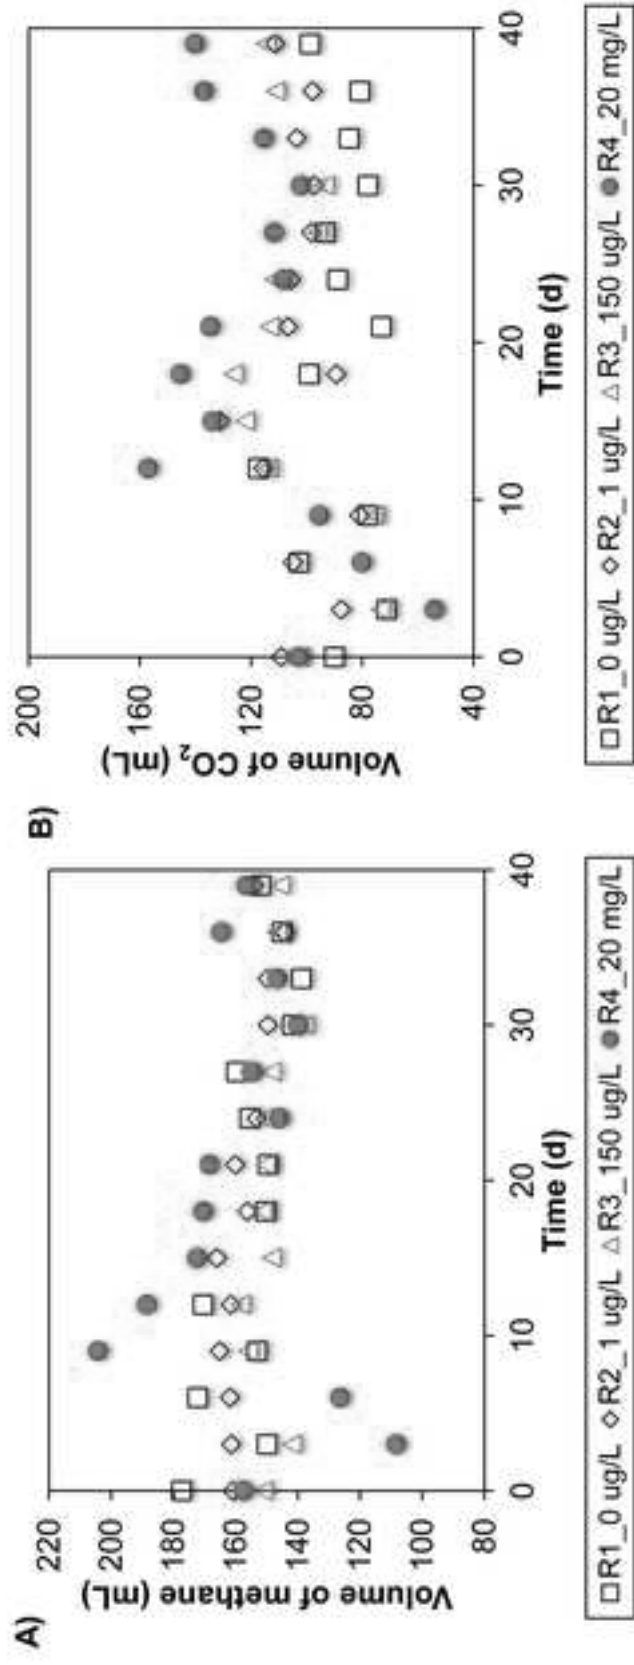 A)
Volume of methane (mL)
220
200
180
160
140
120
100
80
0
10
20
30
40
Time (d)
□R1_0 ug/L ◇R2_1 ug/L △R3_150 ug/L ●R4_20 mg/L
B)
Volume of CO₂ (mL)
200
160
120
80
40
0
10
20
30
40
Time (d)
□R1_0 ug/L ◇R2_1 ug/L △R3_150 ug/L ●R4_20 mg/L